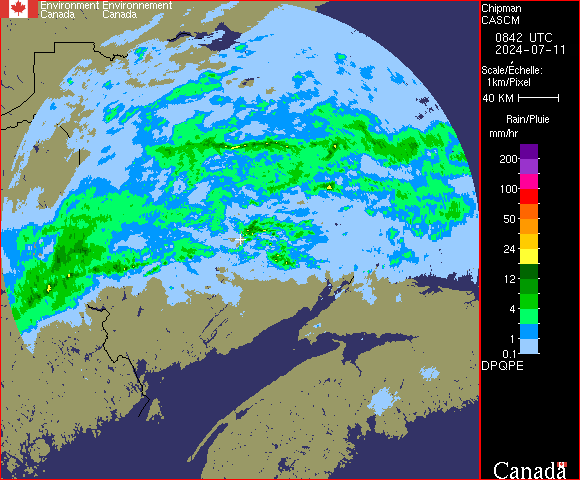 Environment Environnement
Canada Canada
Chipman
CASCM
0842 UTC
2024-07-11
Scale/Échelle:
1km/Pixel
40 KM
Rain/Pluie
mm/hr
200
100
50
24
12
4
1
0.1
DPQPE
Canada